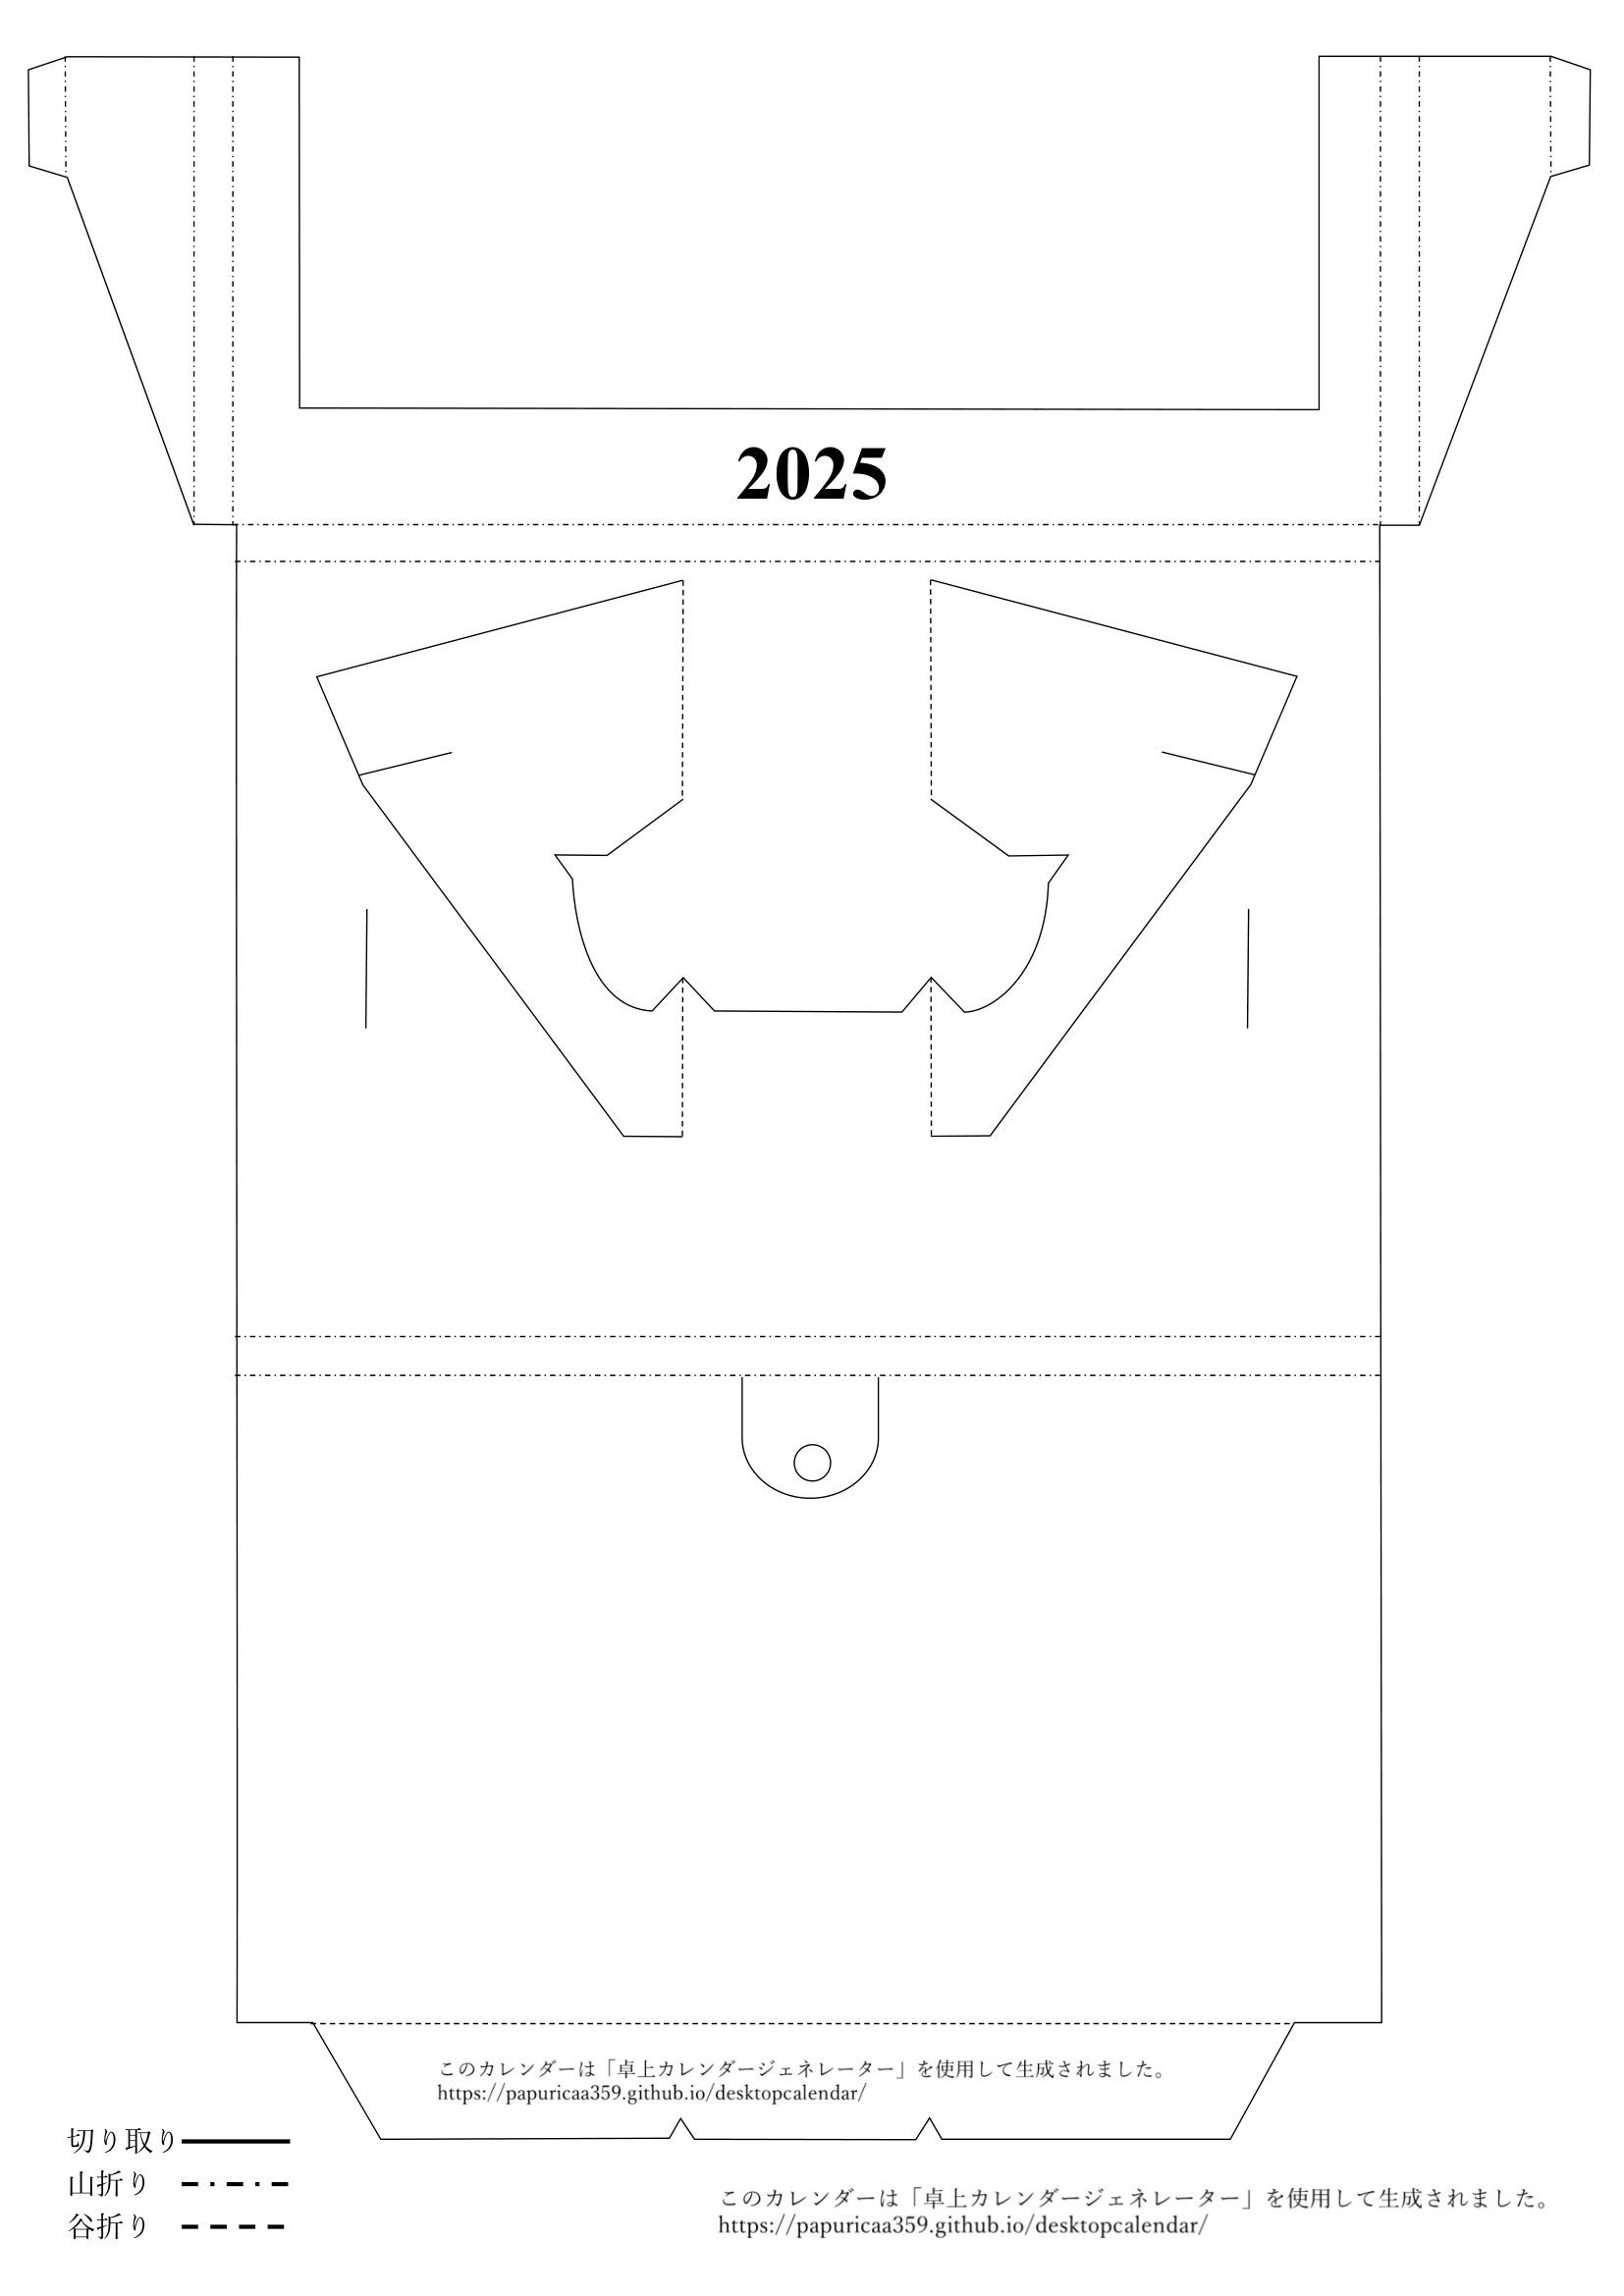 2025
このカレンダーは「卓上カレンダージェネレーター」を使用して生成されました。
https://papuricaa359.github.io/desktopcalendar/
切り取り
山折り
谷折り
このカレンダーは「卓上カレンダージェネレーター」を使用して生成されました。
https://papuricaa359.github.io/desktopcalendar/